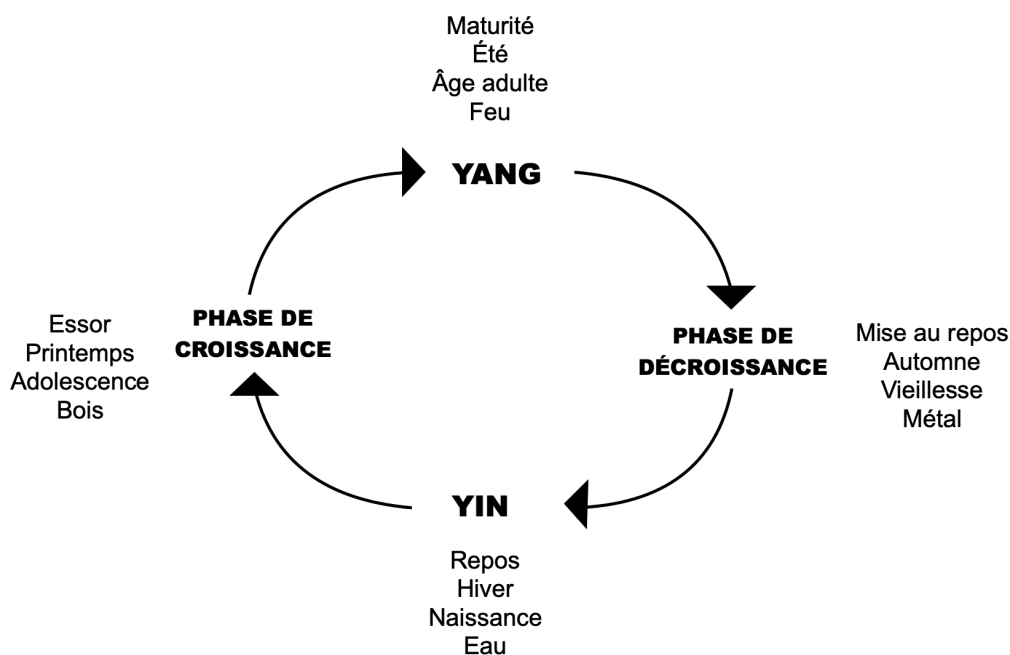 Maturité
Été
Âge adulte
Feu
YANG
Essor
Printemps
Adolescence
Bois
PHASE DE
CROISSANCE
PHASE DE
DÉCROISSANCE
Mise au repos
Automne
Vieillesse
Métal
YIN
Repos
Hiver
Naissance
Eau